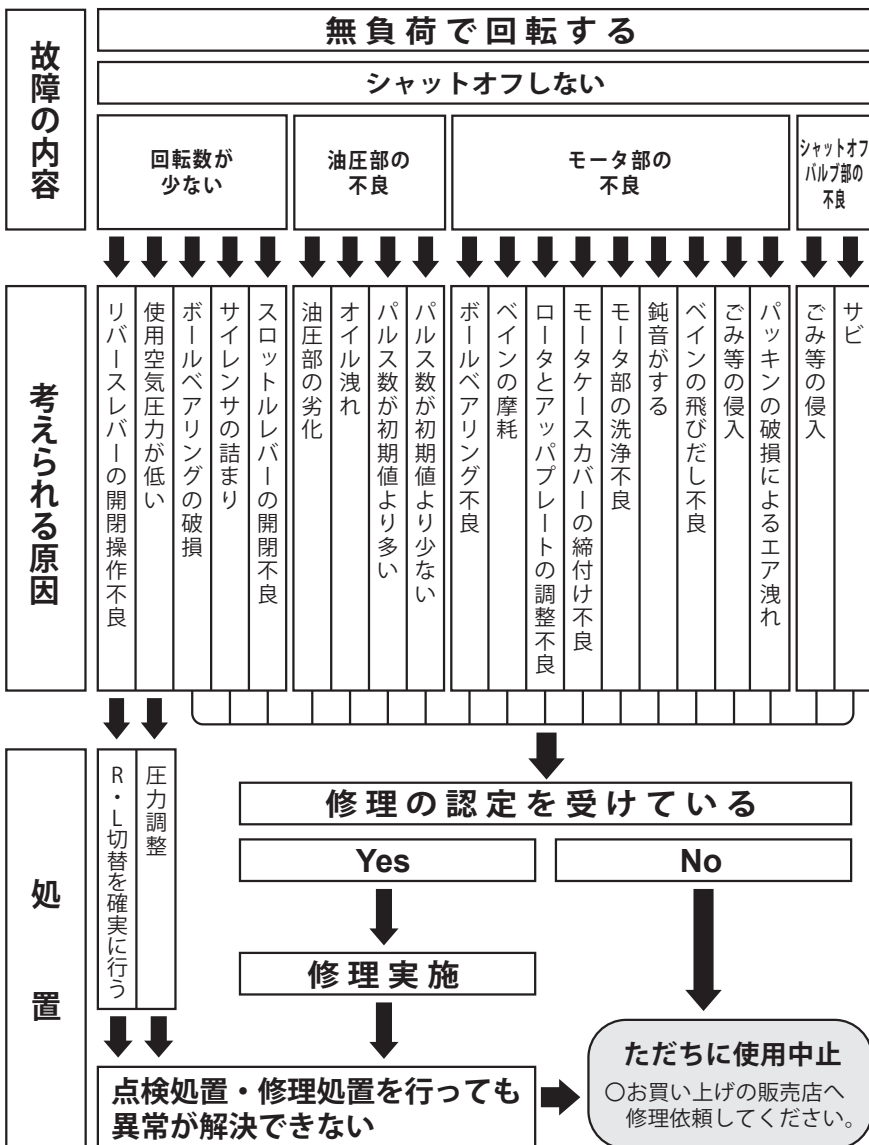 故障の内容
無負荷で回転する
シャットオフしない
回転数が
少ない
油圧部の
不良
モータ部の
不良
シャットオフ
バルブ部の
不良
考えられる原因
リバースレバーの開閉操作不良
使用空気圧力が低い
ボールベアリングの破損
サイレンサの詰まり
スロットルレバーの開閉不良
油圧部の劣化
オイル洩れ
パルス数が初期値より多い
パルス数が初期値より少ない
ボールベアリング不良
ベインの摩耗
ロータとアッパプレートの調整不良
モータケースカバーの締付け不良
モータ部の洗浄不良
鈍音がする
ベインの飛びだし不良
ごみ等の侵入
パッキンの破損によるエア洩れ
ごみ等の侵入
サビ
処置
R・L切替を確実に行う
圧力調整
修理の認定を受けている
Yes
No
修理実施
点検処置・修理処置を行っても
異常が解決できない
ただちに使用中止
○お買い上げの販売店へ
修理依頼してください。